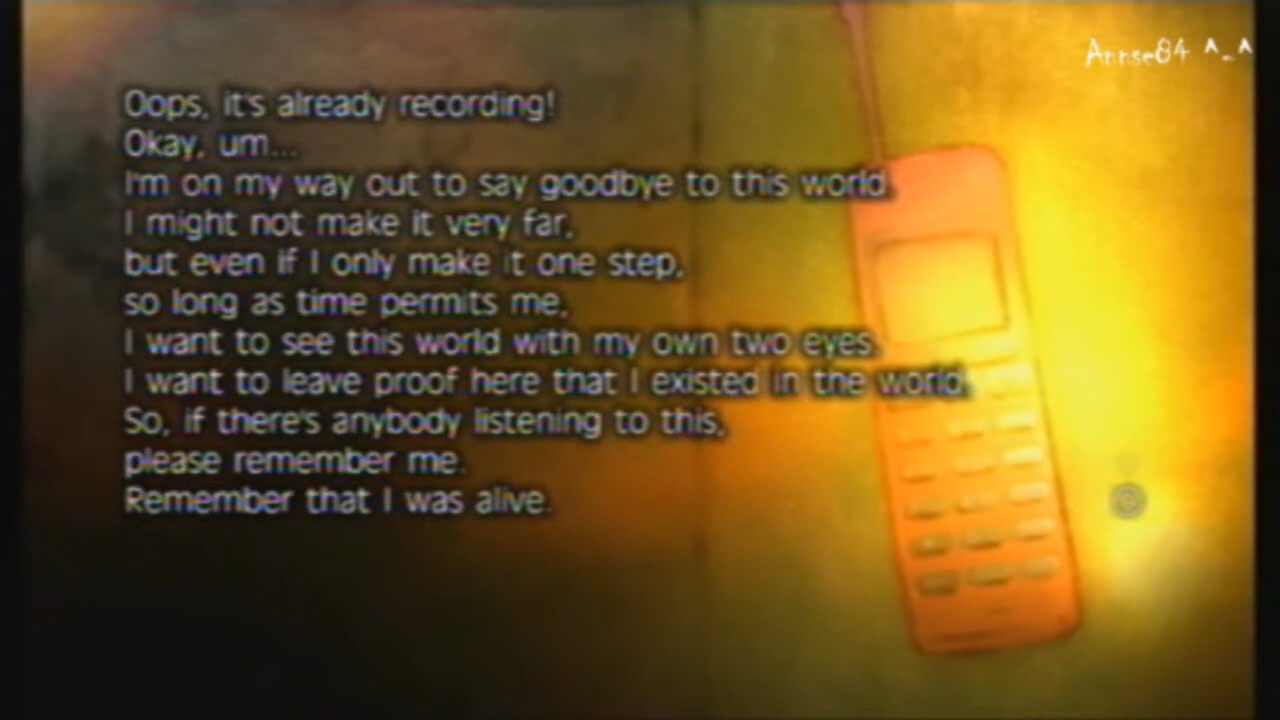 Annse84 ^_^
Oops, it's already recording!
Okay, um...
I'm on my way out to say goodbye to this world.
I might not make it very far,
but even if I only make it one step,
so long as time permits me,
I want to see this world with my own two eyes.
I want to leave proof here that I existed in the world.
So, if there's anybody listening to this,
please remember me.
Remember that I was alive.